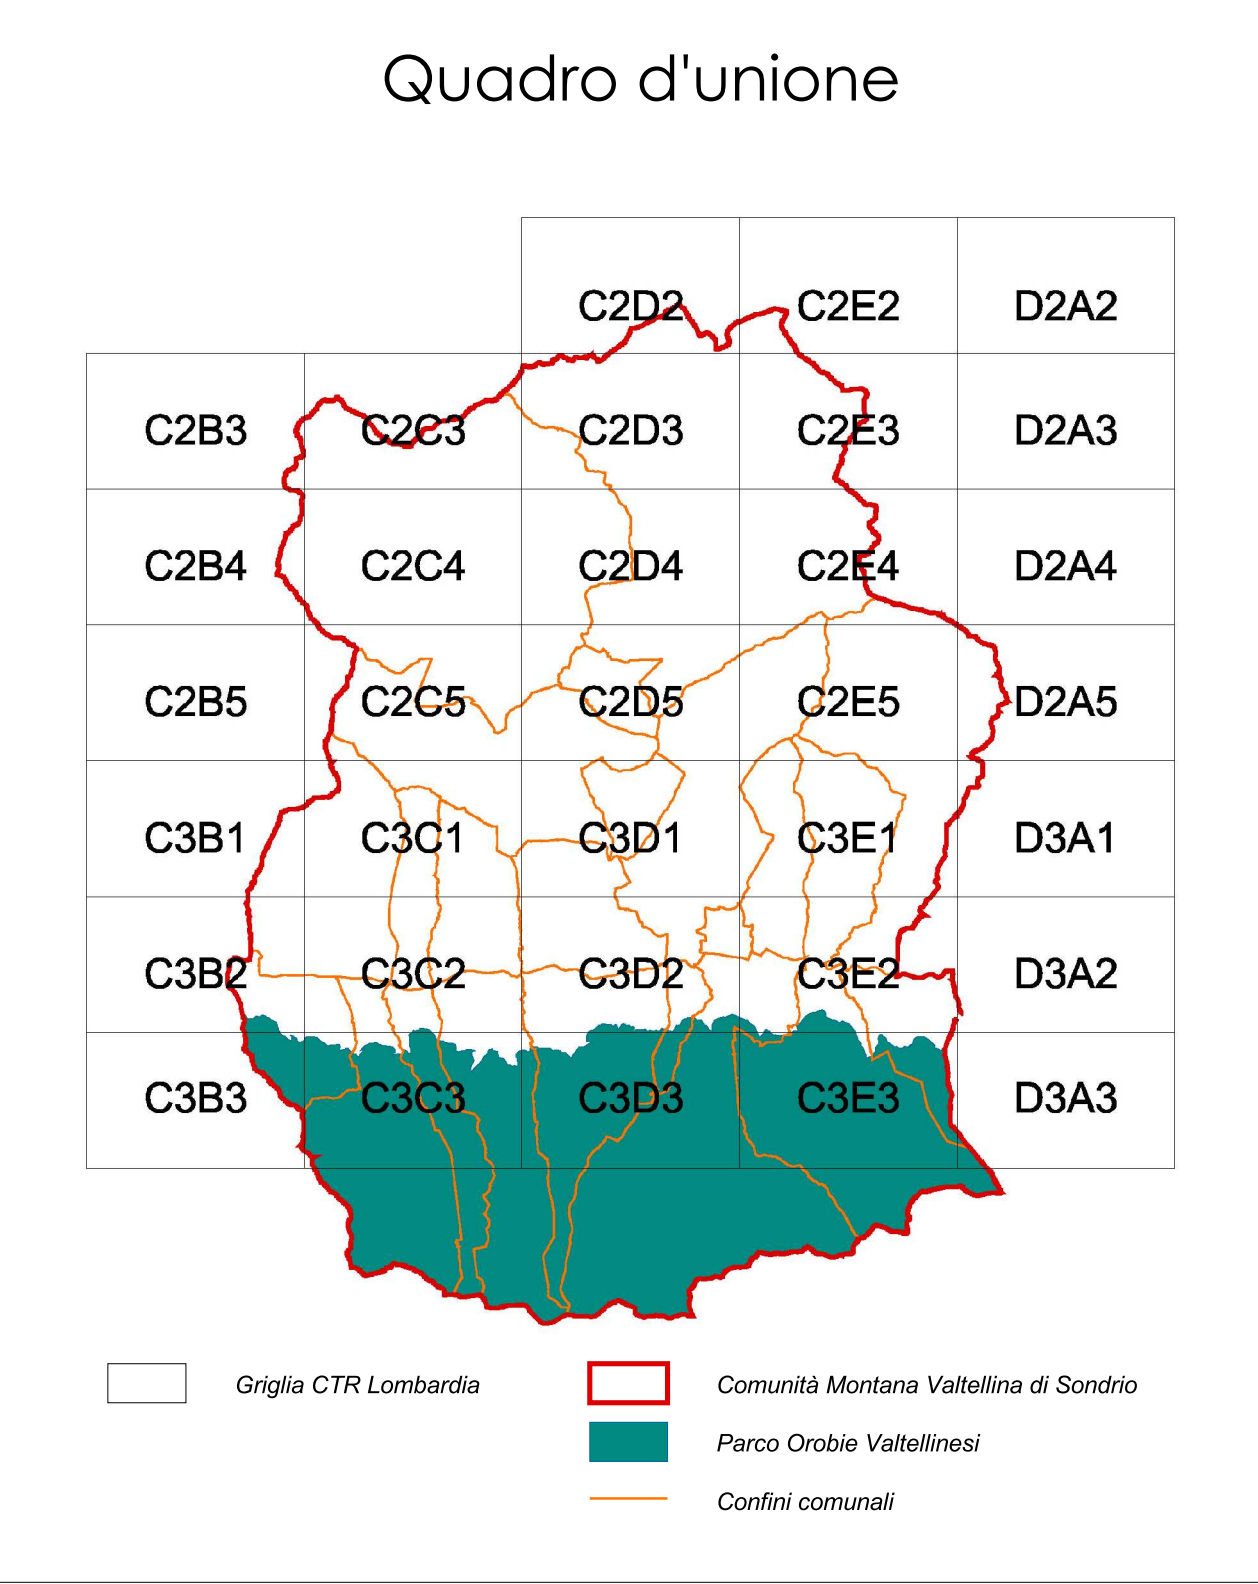 Quadro d'unione
C2D2 C2E2 D2A2
C2B3 C2C3 C2D3 C2E3 D2A3
C2B4 C2C4 C2D4 C2E4 D2A4
C2B5 C2C5 C2D5 C2E5 D2A5
C3B1 C3C1 C3D1 C3E1 D3A1
C3B2 C3C2 C3D2 C3E2 D3A2
C3B3 C3C3 C3D3 C3E3 D3A3
Griglia CTR Lombardia
Comunità Montana Valtellina di Sondrio
Parco Orobie Valtellinesi
Confini comunali